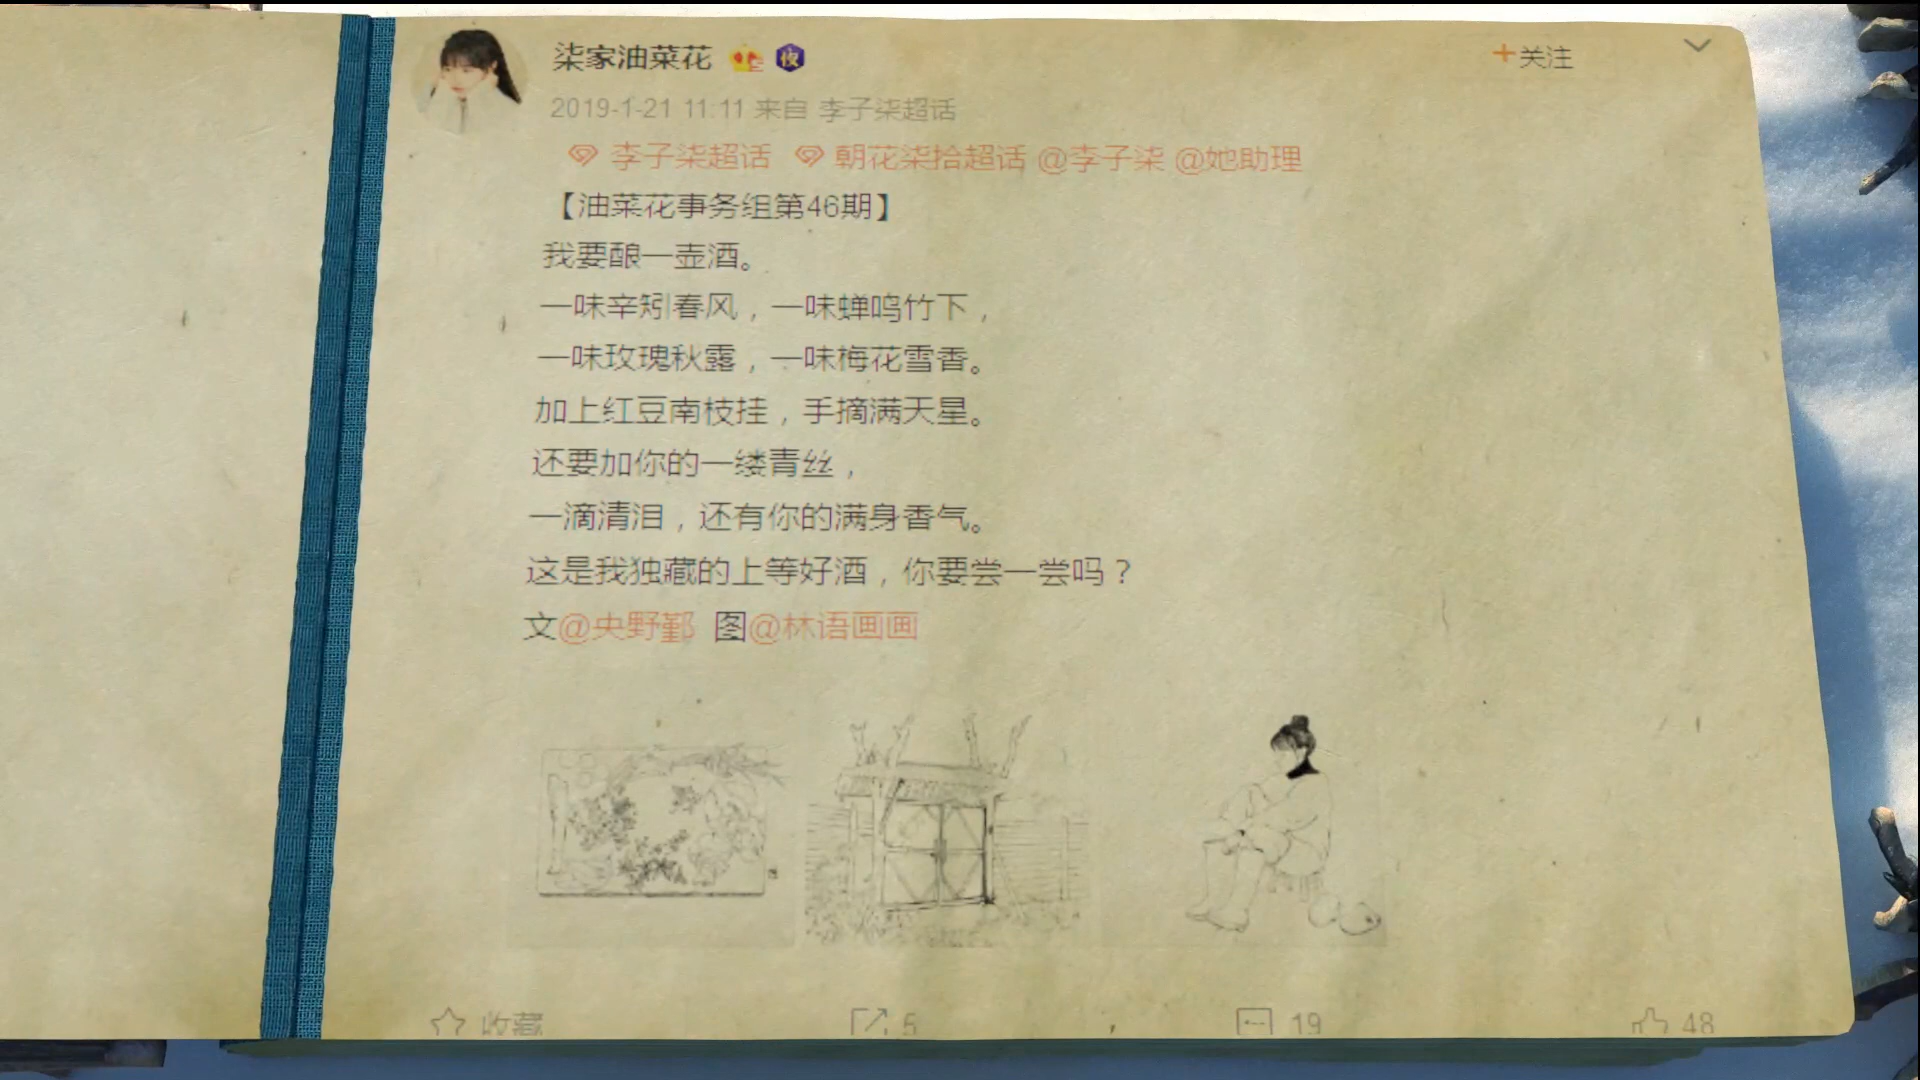 柒家油菜花
+关注
2019-1-21 11:11 来自 李子柒超话
李子柒超话 朝花柒拾超话 @李子柒 @她助理
【油菜花事务组第46期】
我要酿一壶酒。
一味辛矧春风，一味蝉鸣竹下，
一味玫瑰秋露，一味梅花雪香。
加上红豆南枝挂，手摘满天星。
还要加你的一缕青丝，
一滴清泪，还有你的满身香气。
这是我独藏的上等好酒，你要尝一尝吗？
文@央野鄞 图@林语画画
收藏 5 19 48